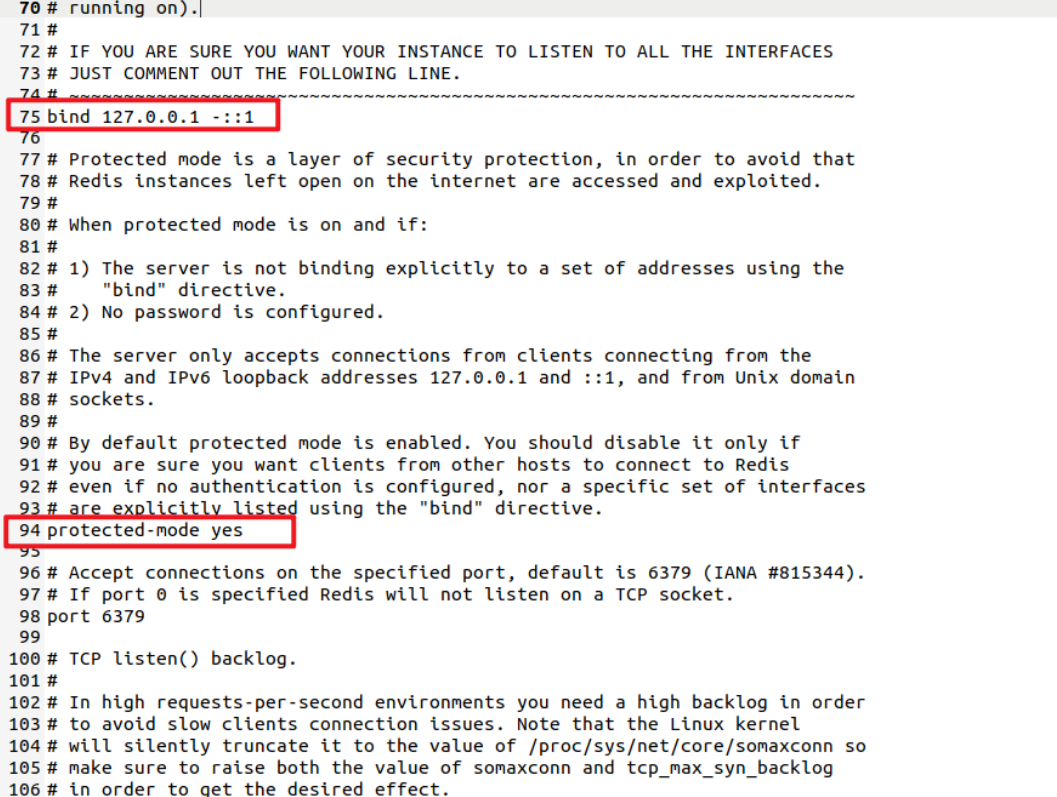 70 # running on).
71 #
72 # IF YOU ARE SURE YOU WANT YOUR INSTANCE TO LISTEN TO ALL THE INTERFACES
73 # JUST COMMENT OUT THE FOLLOWING LINE.
74 # ~~~~~~~~~~~~~~~~~~~~~~~~~~~~~~~~~~~~~~~~~~~~~~~~~~~~~~~~~~~~~~~~~~~~~~~~
75 bind 127.0.0.1 -::1
76
77 # Protected mode is a layer of security protection, in order to avoid that
78 # Redis instances left open on the internet are accessed and exploited.
79 #
80 # When protected mode is on and if:
81 #
82 # 1) The server is not binding explicitly to a set of addresses using the
83 #    "bind" directive.
84 # 2) No password is configured.
85 #
86 # The server only accepts connections from clients connecting from the
87 # IPv4 and IPv6 loopback addresses 127.0.0.1 and ::1, and from Unix domain
88 # sockets.
89 #
90 # By default protected mode is enabled. You should disable it only if
91 # you are sure you want clients from other hosts to connect to Redis
92 # even if no authentication is configured, nor a specific set of interfaces
93 # are explicitly listed using the "bind" directive.
94 protected-mode yes
95
96 # Accept connections on the specified port, default is 6379 (IANA #815344).
97 # If port 0 is specified Redis will not listen on a TCP socket.
98 port 6379
99
100 # TCP listen() backlog.
101 #
102 # In high requests-per-second environments you need a high backlog in order
103 # to avoid slow clients connection issues. Note that the Linux kernel
104 # will silently truncate it to the value of /proc/sys/net/core/somaxconn so
105 # make sure to raise both the value of somaxconn and tcp_max_syn_backlog
106 # in order to get the desired effect.